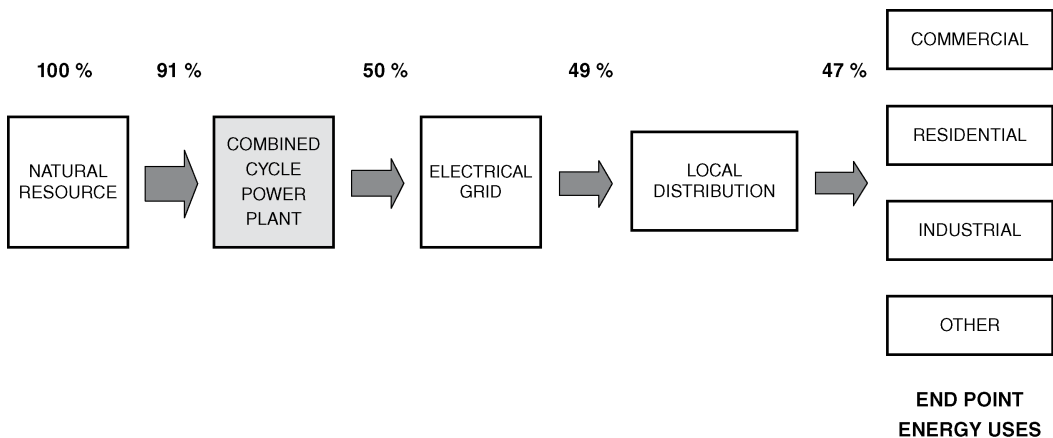 100 %
91 %
50 %
49 %
47 %
NATURAL
RESOURCE
COMBINED
CYCLE
POWER
PLANT
ELECTRICAL
GRID
LOCAL
DISTRIBUTION
COMMERCIAL
RESIDENTIAL
INDUSTRIAL
OTHER
END POINT
ENERGY USES